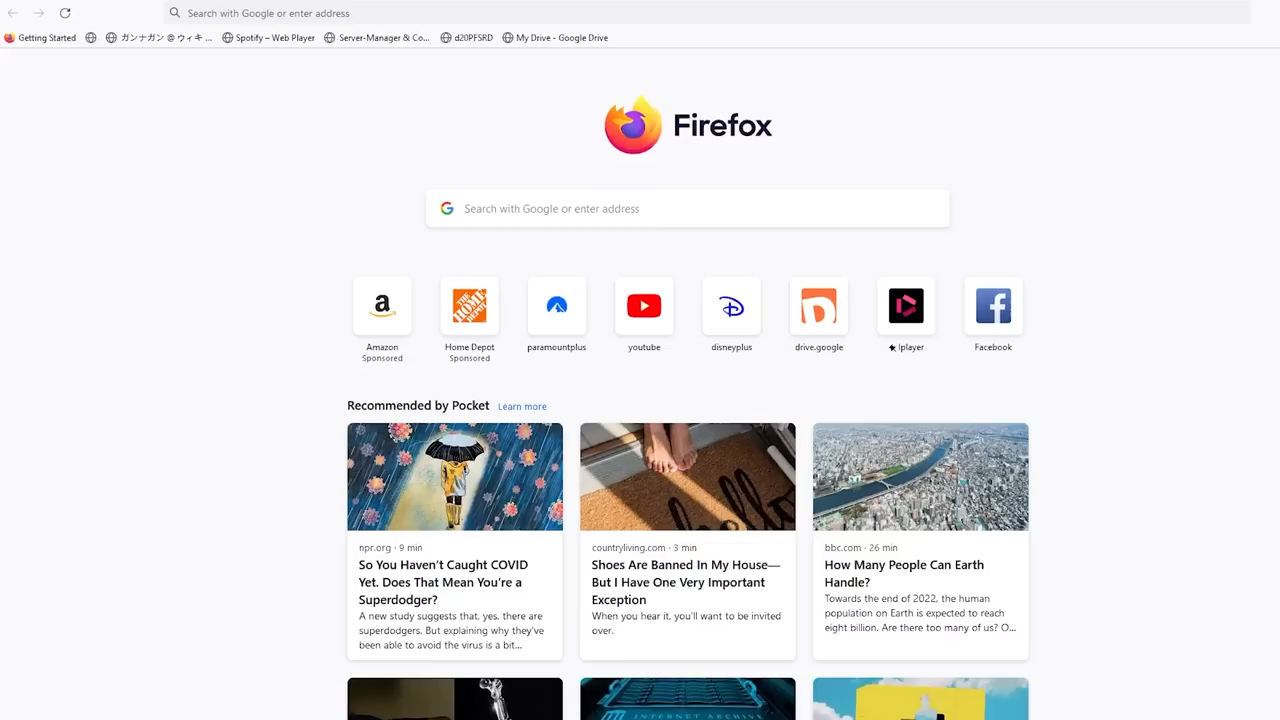 Search with Google or enter address
Getting Started
ガンナガン @ ウィキ ...
Spotify – Web Player
Server-Manager & Co...
d20PFSRD
My Drive - Google Drive
Firefox
Search with Google or enter address
a
THE HOME DEPOT
Amazon
Sponsored
Home Depot
Sponsored
paramountplus
youtube
disneyplus
drive.google
Iplayer
Facebook
Recommended by Pocket Learn more
hello
npr.org · 9 min
So You Haven't Caught COVID
Yet. Does That Mean You're a
Superdodger?
A new study suggests that, yes, there are
superdodgers. But explaining why they've
been able to avoid the virus is a bit...
countryliving.com · 3 min
Shoes Are Banned In My House—
But I Have One Very Important
Exception
When you hear it, you'll want to be invited
over.
bbc.com · 26 min
How Many People Can Earth
Handle?
Towards the end of 2022, the human
population on Earth is expected to reach
eight billion. Are there too many of us? O...
INTERNET ARCHIVE